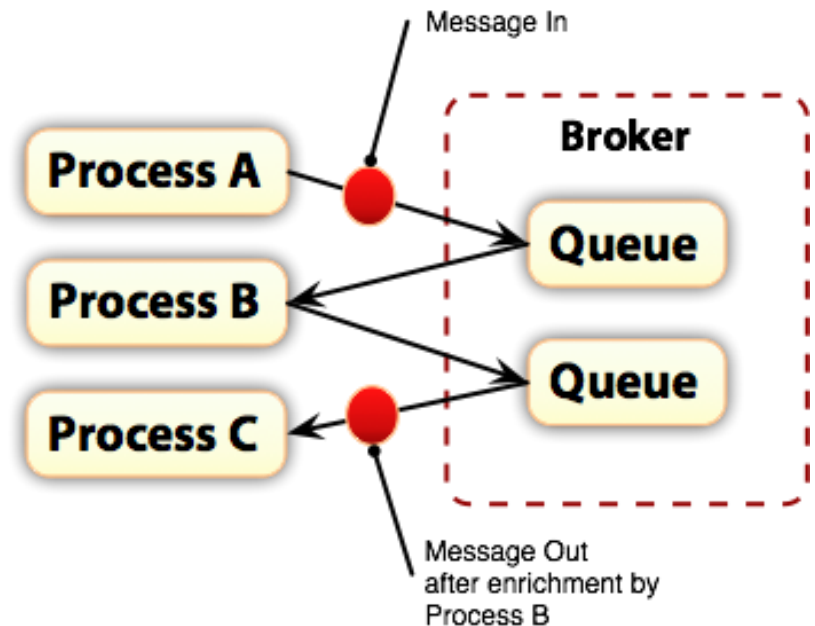 Message In
Broker
Process A
Queue
Process B
Queue
Process C
Message Out
after enrichment by
Process B